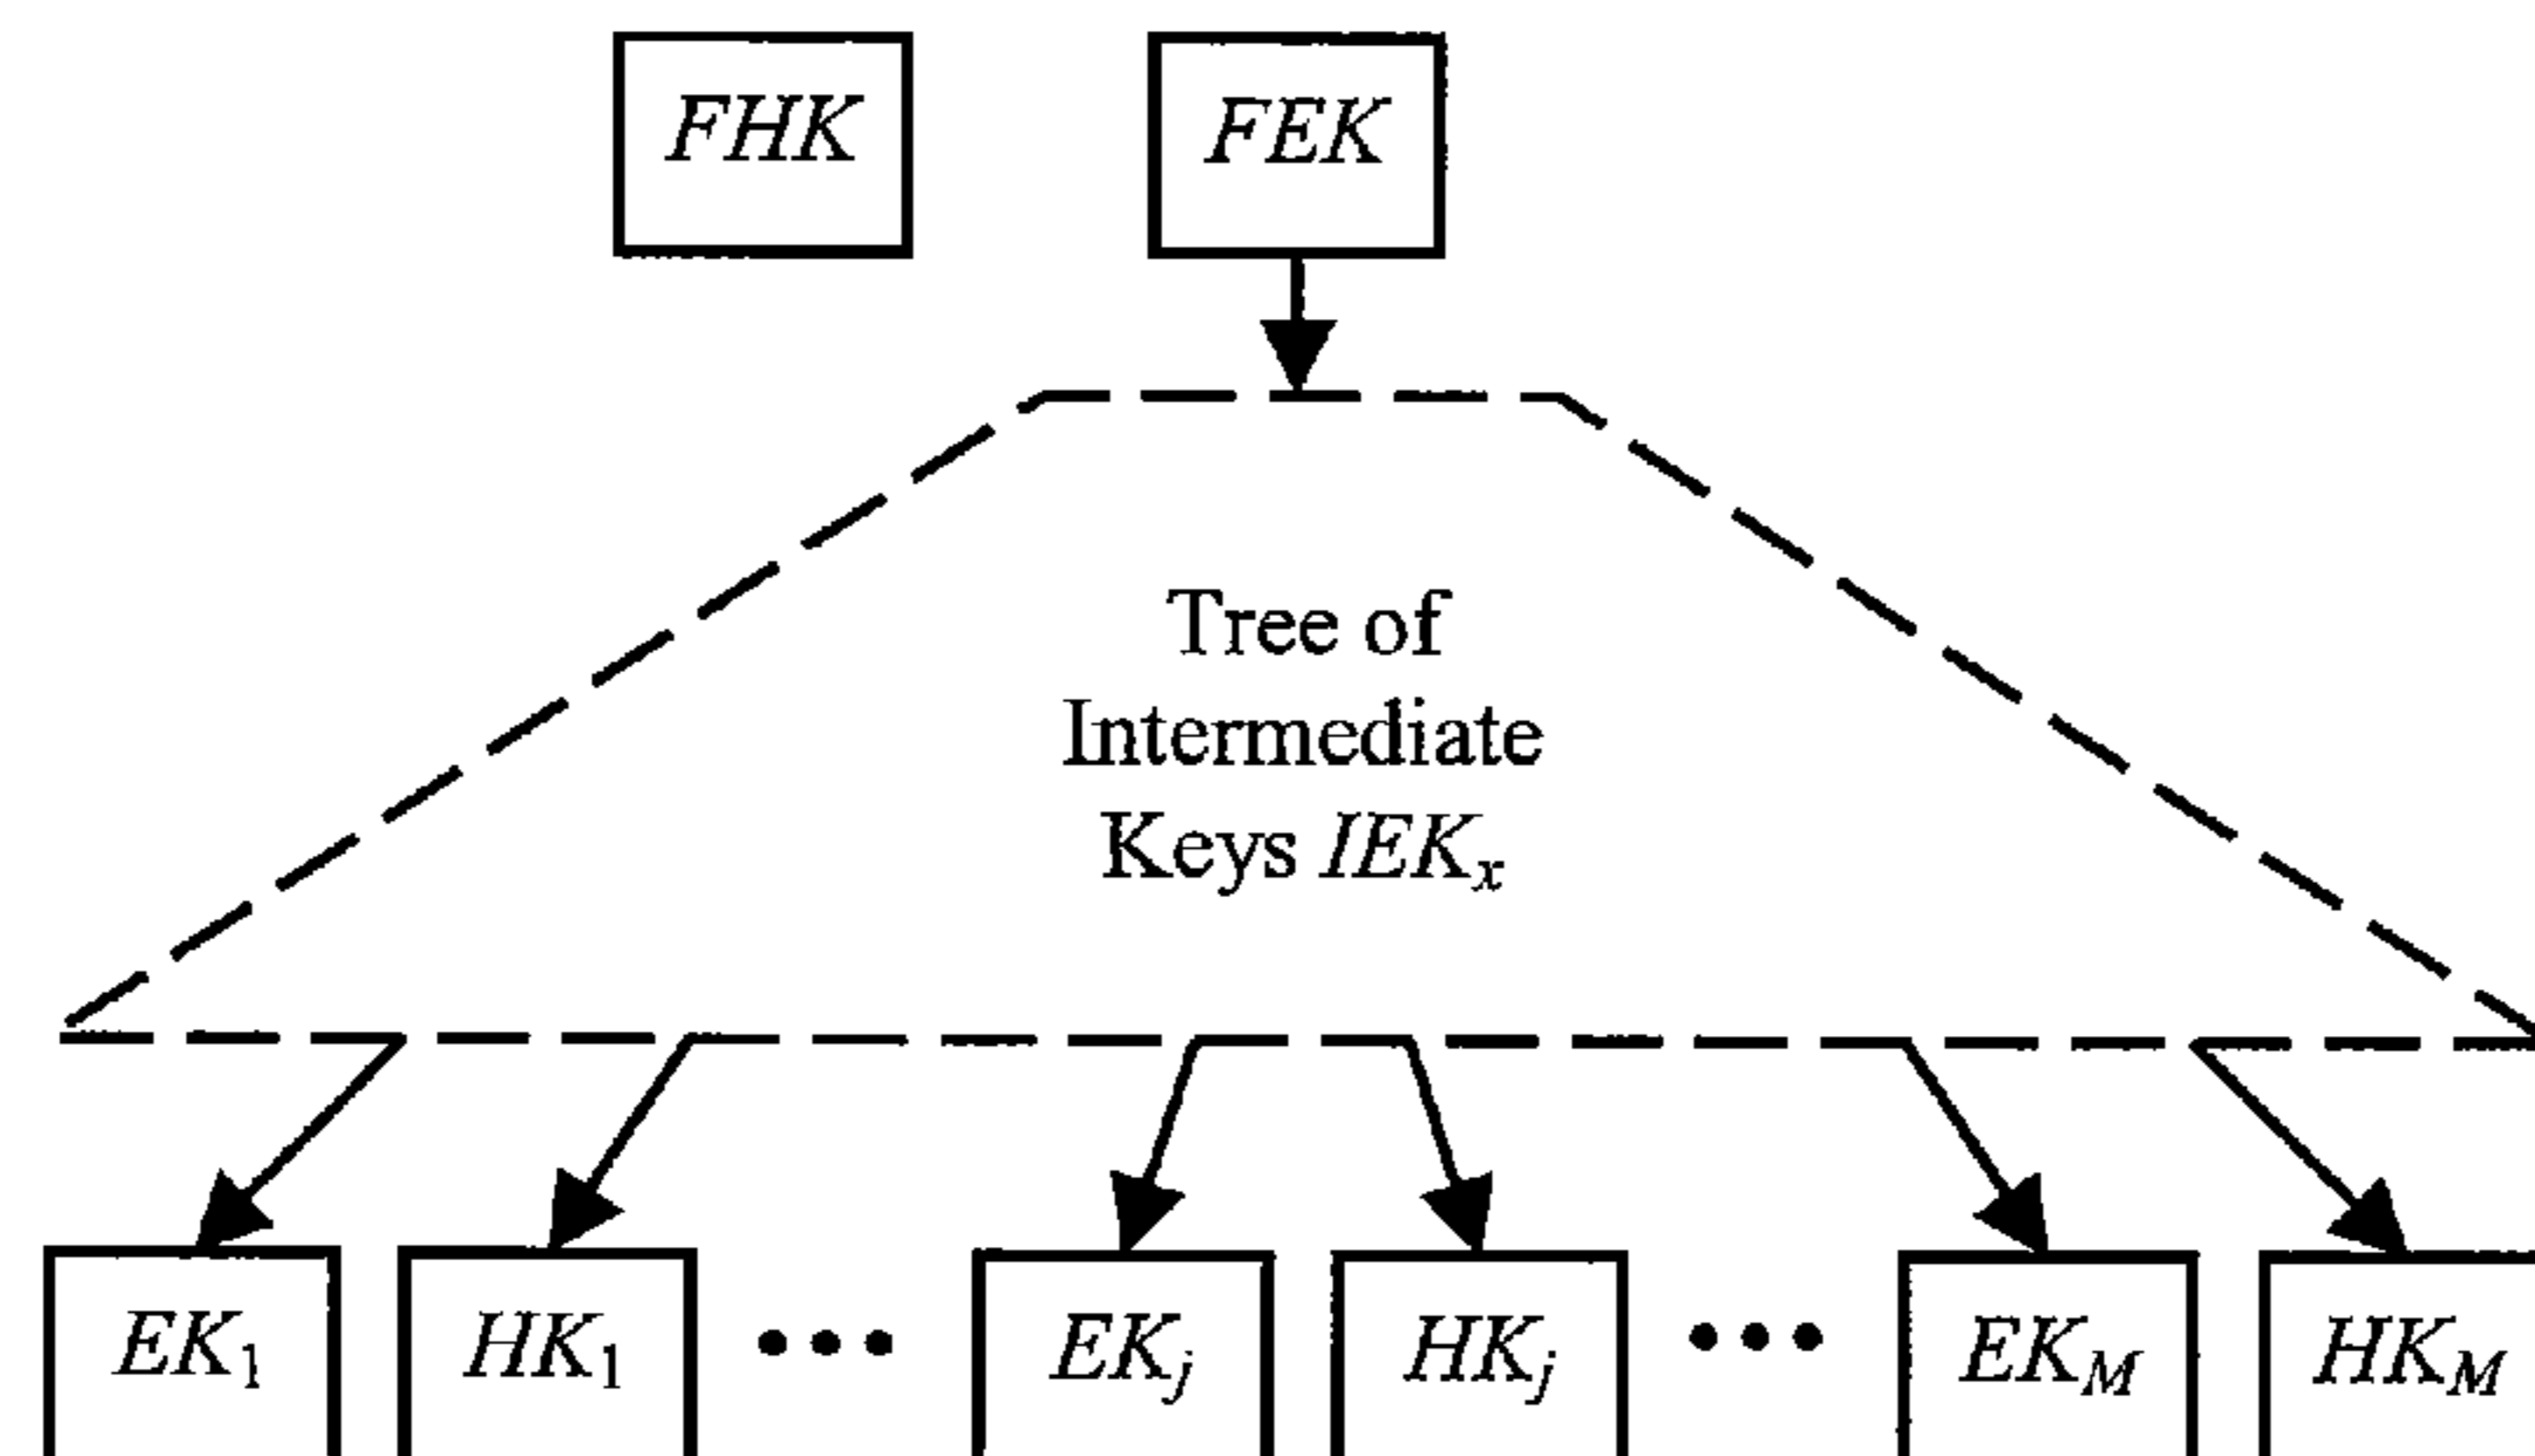 FHK FEK
Tree of
Intermediate
Keys IEKx
EK1 HK1 ••• EKj HKj ••• EKM HKM